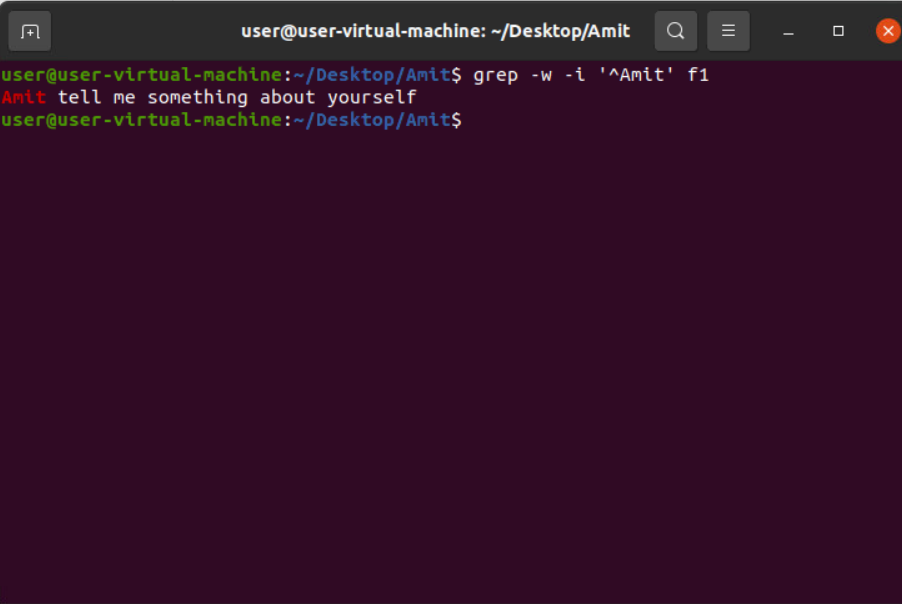 user@user-virtual-machine: ~/Desktop/Amit
user@user-virtual-machine:~/Desktop/Amit$ grep -w -i '^Amit' f1
Amit tell me something about yourself
user@user-virtual-machine:~/Desktop/Amit$